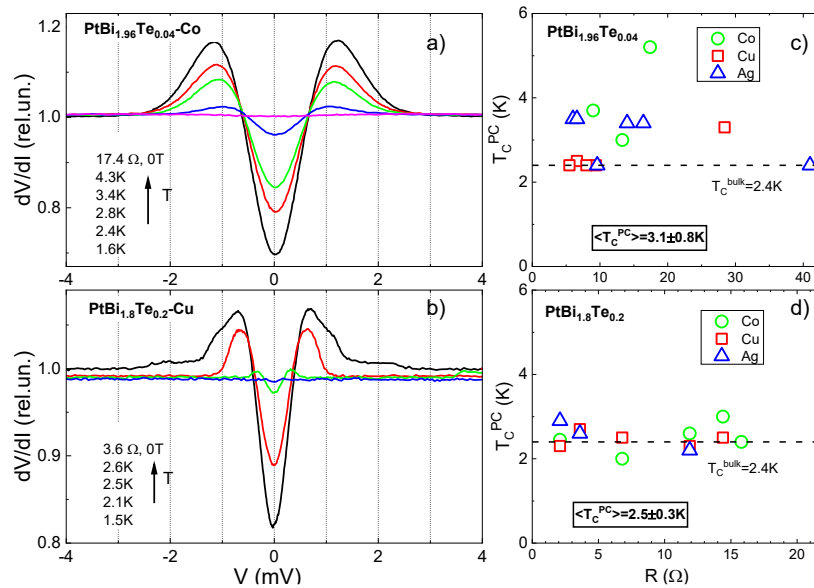 PtBi1.96Te0.04-Co
a)
dV/dI (rel.un.)
1.2
1.0
0.8
17.4 Ω, 0T
4.3K
3.4K
2.8K
2.4K
1.6K
T
-4 -2 0 2 4
PtBi1.96Te0.04
c)
Co
Cu
Ag
TCPC (K)
6
4
2
0
TCbulk=2.4K
<TCPC>=3.1±0.8K
0 10 20 30 40
PtBi1.8Te0.2-Cu
b)
dV/dI (rel.un.)
1.0
0.9
0.8
3.6 Ω, 0T
2.6K
2.5K
2.1K
1.5K
T
-4 -2 0 2 4
V (mV)
PtBi1.8Te0.2
d)
Co
Cu
Ag
TCPC (K)
6
4
2
0
TCbulk=2.4K
<TCPC>=2.5±0.3K
0 5 10 15 20
R (Ω)